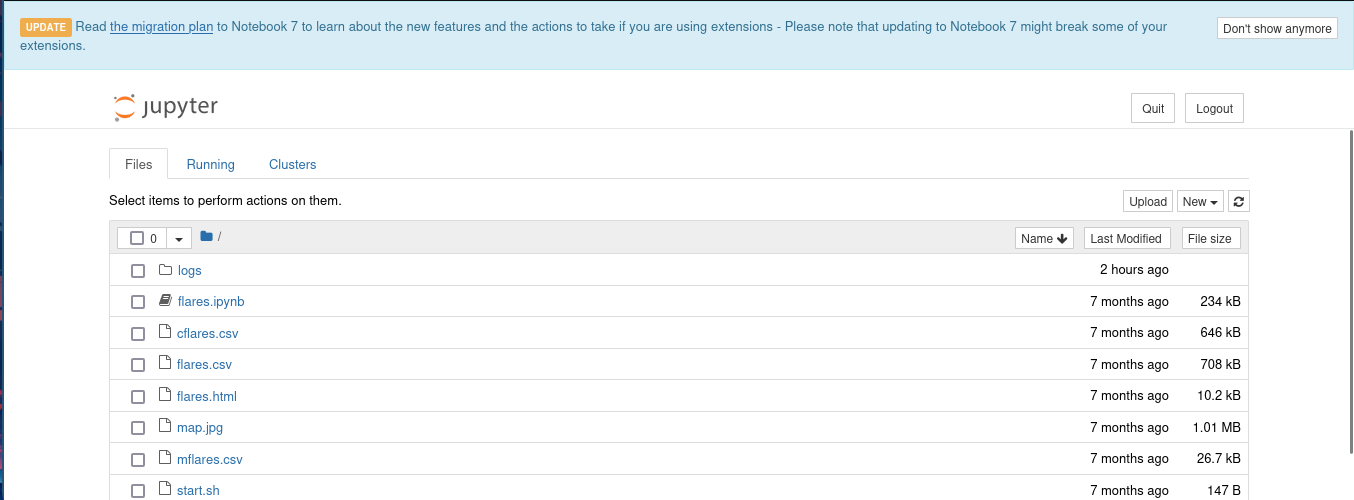 UPDATE Read the migration plan to Notebook 7 to learn about the new features and the actions to take if you are using extensions - Please note that updating to Notebook 7 might break some of your
extensions.
Don't show anymore
jupyter
Quit Logout
Files Running Clusters
Select items to perform actions on them.
Upload New
0 / Name Last Modified File size
logs 2 hours ago
flares.ipynb 7 months ago 234 kB
cflares.csv 7 months ago 646 kB
flares.csv 7 months ago 708 kB
flares.html 7 months ago 10.2 kB
map.jpg 7 months ago 1.01 MB
mflares.csv 7 months ago 26.7 kB
start.sh 7 months ago 147 B